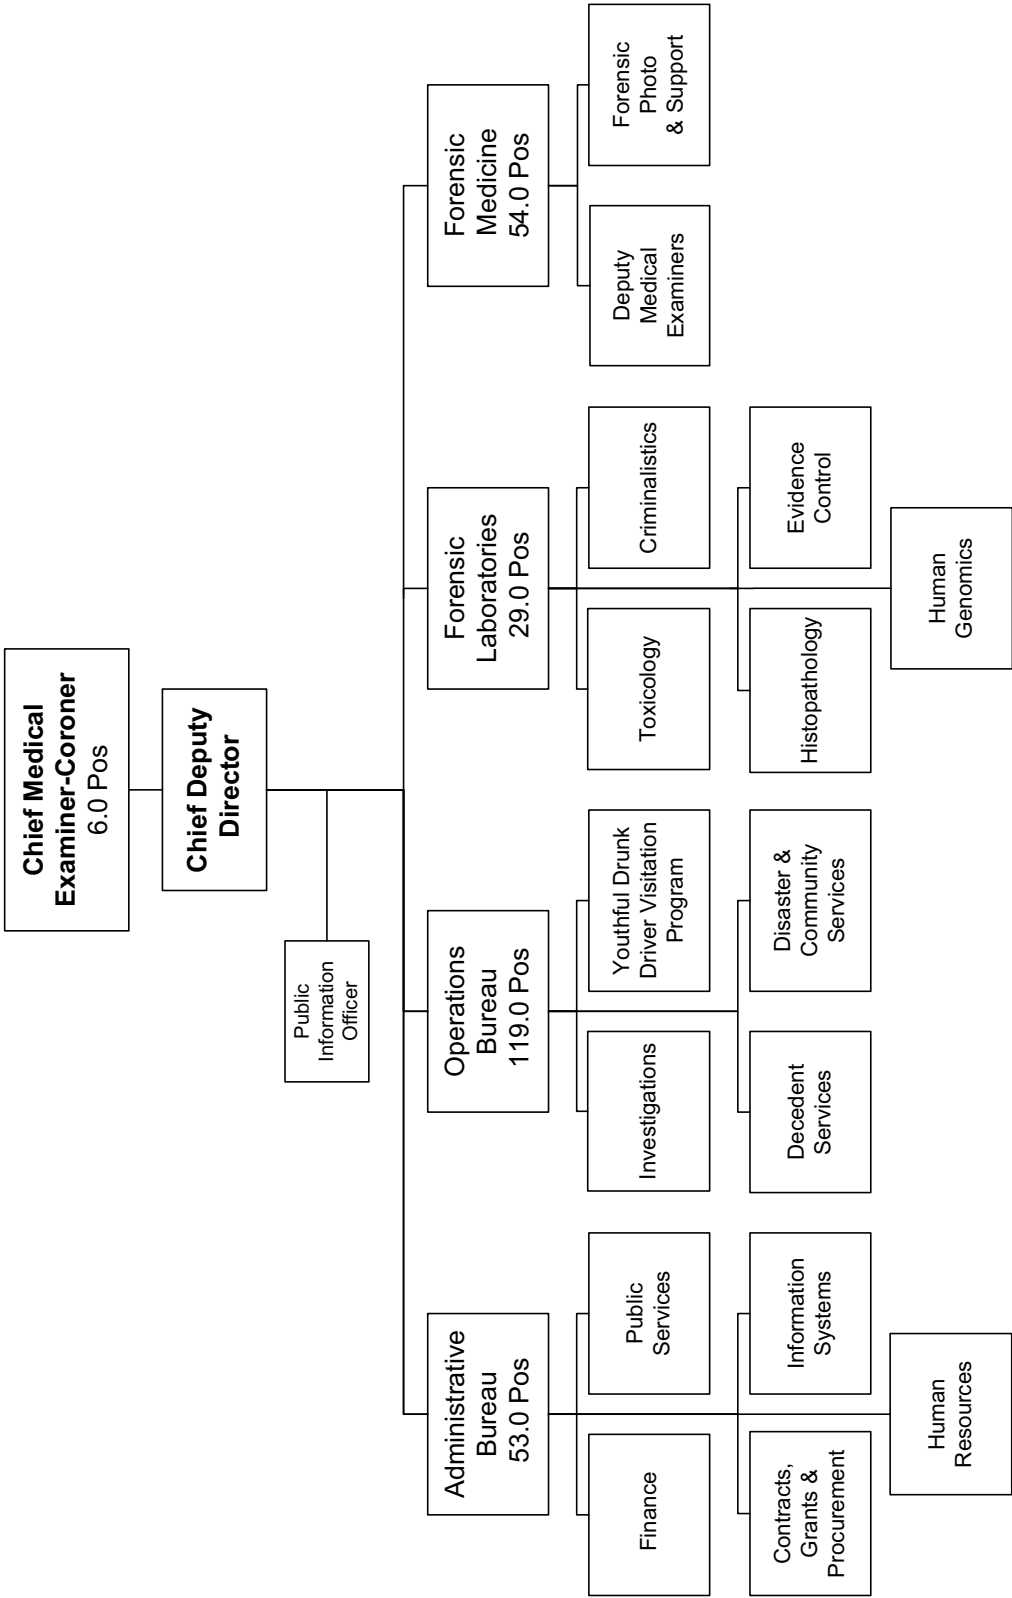 Chief Medical
Examiner-Coroner
6.0 Pos
Chief Deputy
Director
Public
Information
Officer
Administrative
Bureau
53.0 Pos
Operations
Bureau
119.0 Pos
Forensic
Laboratories
29.0 Pos
Forensic
Medicine
54.0 Pos
Finance
Public
Services
Contracts,
Grants &
Procurement
Information
Systems
Human
Resources
Investigations
Youthful Drunk
Driver Visitation
Program
Decedent
Services
Disaster &
Community
Services
Toxicology
Criminalistics
Histopathology
Evidence
Control
Human
Genomics
Deputy
Medical
Examiners
Forensic
Photo
& Support